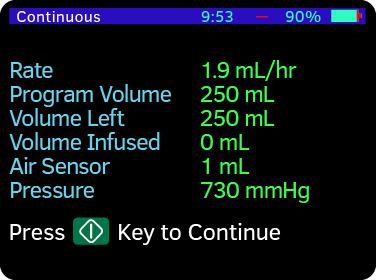 Continuous 9:53 90%
Rate 1.9 mL/hr
Program Volume 250 mL
Volume Left 250 mL
Volume Infused 0 mL
Air Sensor 1 mL
Pressure 730 mmHg
Press Key to Continue